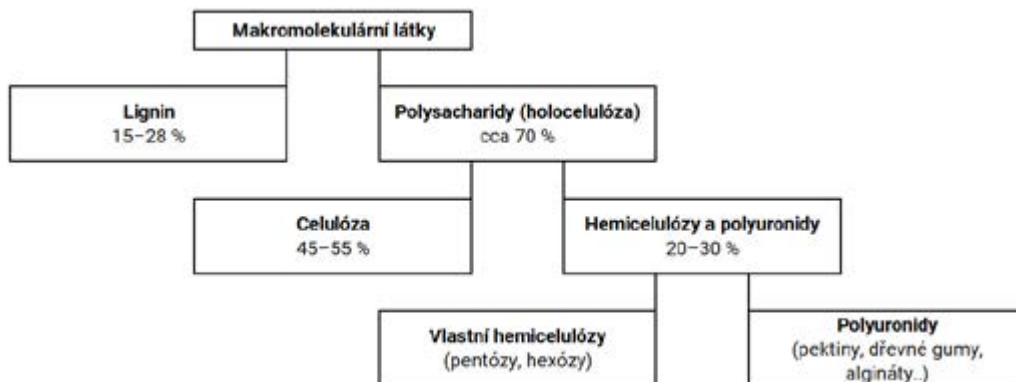 Makromolekulární látky
Lignin
15–28 %
Polysacharidy (holocelulóza)
cca 70 %
Celulóza
45–55 %
Hemicelulózy a polyuronidy
20–30 %
Vlastní hemicelulózy
(pentózy, hexózy)
Polyuronidy
(pektiny, dřevné gumy,
algináty..)